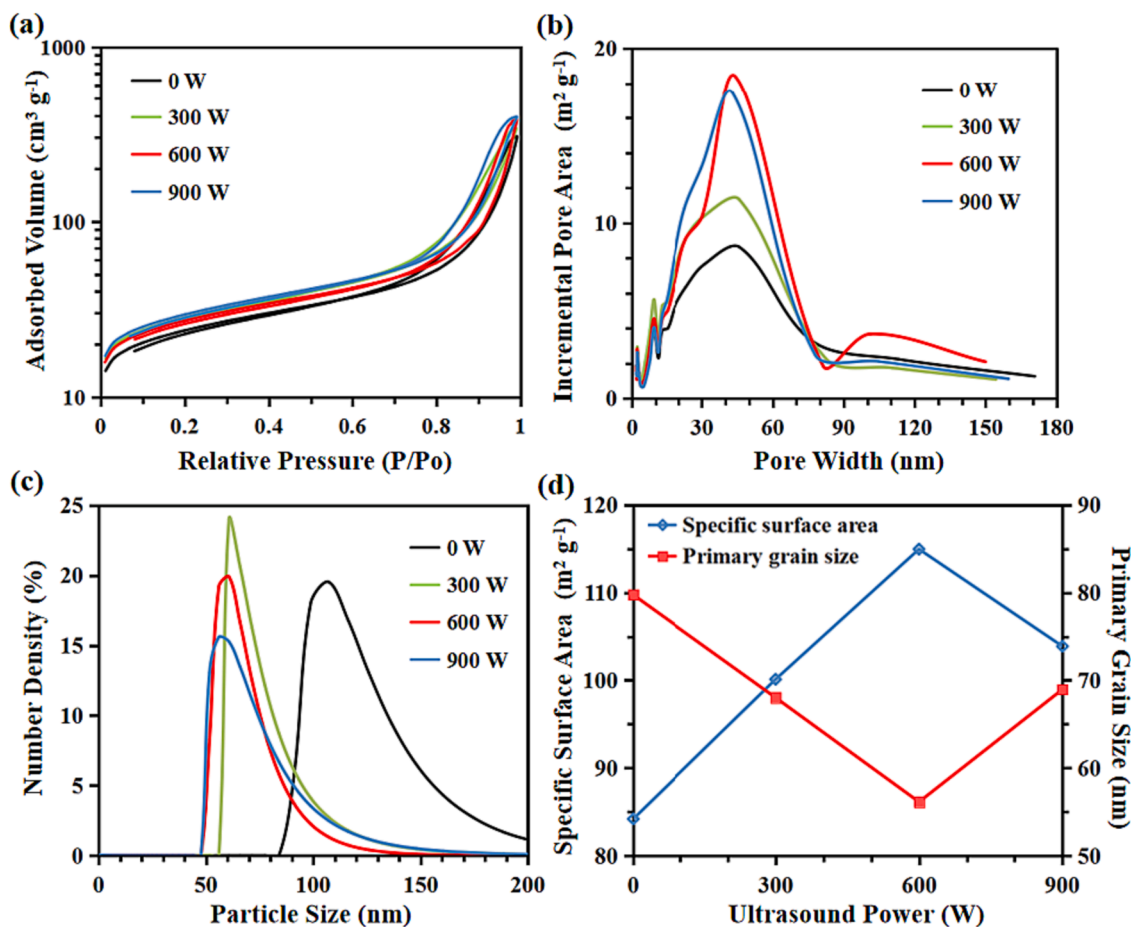 (a)
1000
100
10
0 W
300 W
600 W
900 W
Adsorbed Volume (cm³ g⁻¹)
0
0.2
0.4
0.6
0.8
1
Relative Pressure (P/Po)
(b)
20
10
0
0 W
300 W
600 W
900 W
Incremental Pore Area (m² g⁻¹)
0
30
60
90
120
150
180
Pore Width (nm)
(c)
25
20
15
10
5
0
0 W
300 W
600 W
900 W
Number Density (%)
0
50
100
150
200
Particle Size (nm)
(d)
120
110
100
90
80
Specific surface area
Primary grain size
Specific Surface Area (m² g⁻¹)
90
80
70
60
50
Primary Grain Size (nm)
0
300
600
900
Ultrasound Power (W)